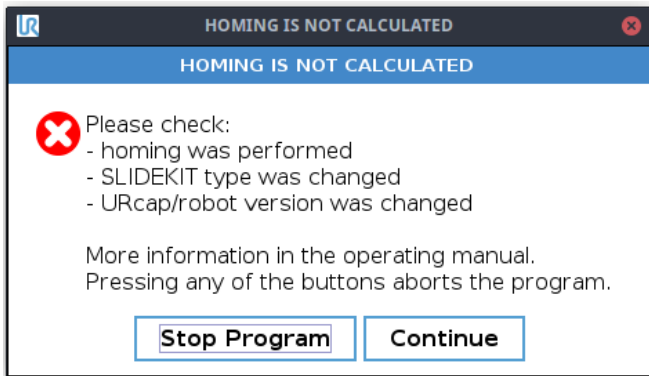 UR
HOMING IS NOT CALCULATED
HOMING IS NOT CALCULATED
Please check:
- homing was performed
- SLIDEKIT type was changed
- URcap/robot version was changed
More information in the operating manual.
Pressing any of the buttons aborts the program.
Stop Program
Continue